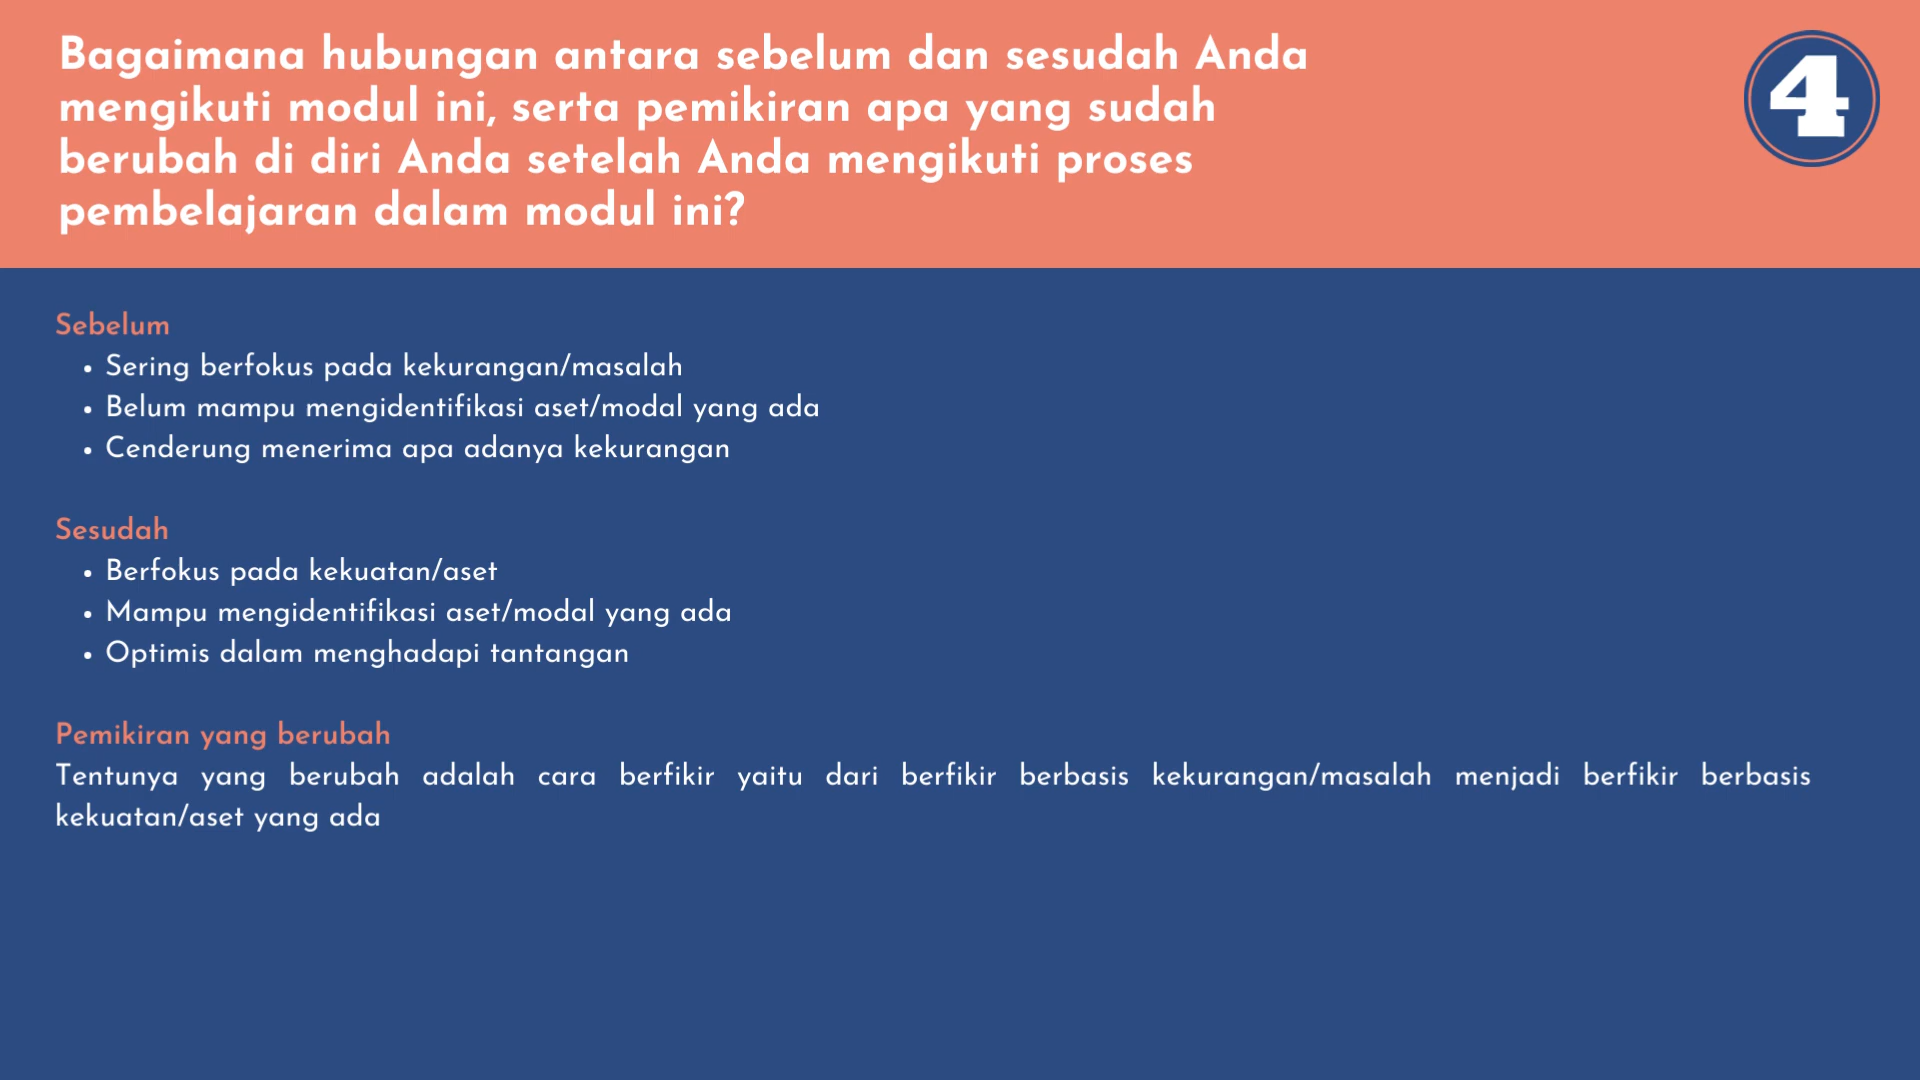 Bagaimana hubungan antara sebelum dan sesudah Anda
mengikuti modul ini, serta pemikiran apa yang sudah
berubah di diri Anda setelah Anda mengikuti proses
pembelajaran dalam modul ini?
4
Sebelum
• Sering berfokus pada kekurangan/masalah
• Belum mampu mengidentifikasi aset/modal yang ada
• Cenderung menerima apa adanya kekurangan
Sesudah
• Berfokus pada kekuatan/aset
• Mampu mengidentifikasi aset/modal yang ada
• Optimis dalam menghadapi tantangan
Pemikiran yang berubah
Tentunya yang berubah adalah cara berfikir yaitu dari berfikir berbasis kekurangan/masalah menjadi berfikir berbasis
kekuatan/aset yang ada